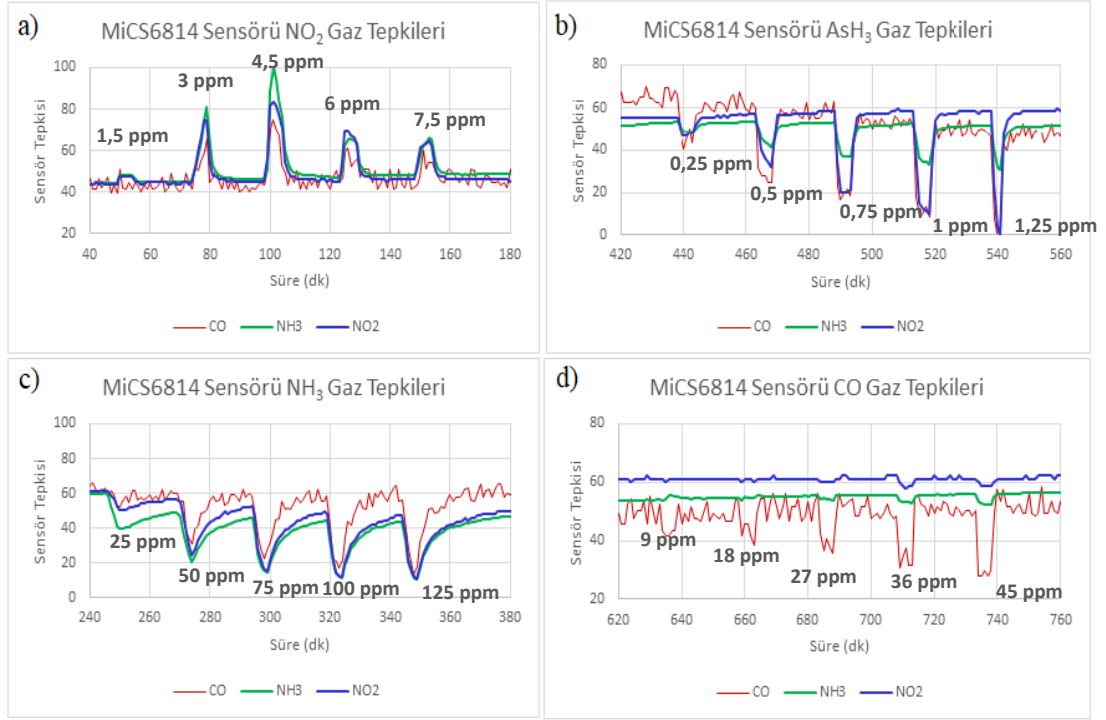 a)
MiCS6814 Sensörü NO₂ Gaz Tepkileri
Sensör Tepkisi
100
80
60
40
20
1,5 ppm
3 ppm
4,5 ppm
6 ppm
7,5 ppm
40 60 80 100 120 140 160 180
Süre (dk)
CO NH3 NO2
b)
MiCS6814 Sensörü AsH₃ Gaz Tepkileri
Sensör Tepkisi
80
60
40
20
0
0,25 ppm
0,5 ppm
0,75 ppm
1 ppm
1,25 ppm
420 440 460 480 500 520 540 560
Süre (dk)
CO NH3 NO2
c)
MiCS6814 Sensörü NH₃ Gaz Tepkileri
Sensör Tepkisi
100
80
60
40
20
0
25 ppm
50 ppm
75 ppm
100 ppm
125 ppm
240 260 280 300 320 340 360 380
Süre (dk)
CO NH3 NO2
d)
MiCS6814 Sensörü CO Gaz Tepkileri
Sensör Tepkisi
80
60
40
20
9 ppm
18 ppm
27 ppm
36 ppm
45 ppm
620 640 660 680 700 720 740 760
Süre (dk)
CO NH3 NO2